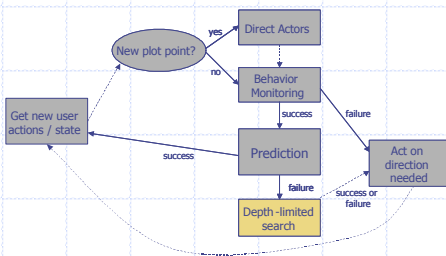 yes
Direct Actors
New plot point?
no
Behavior
Monitoring
Get new user
actions / state
success
failure
Prediction
Act on
direction
needed
success
failure
success or
failure
Depth-limited
search